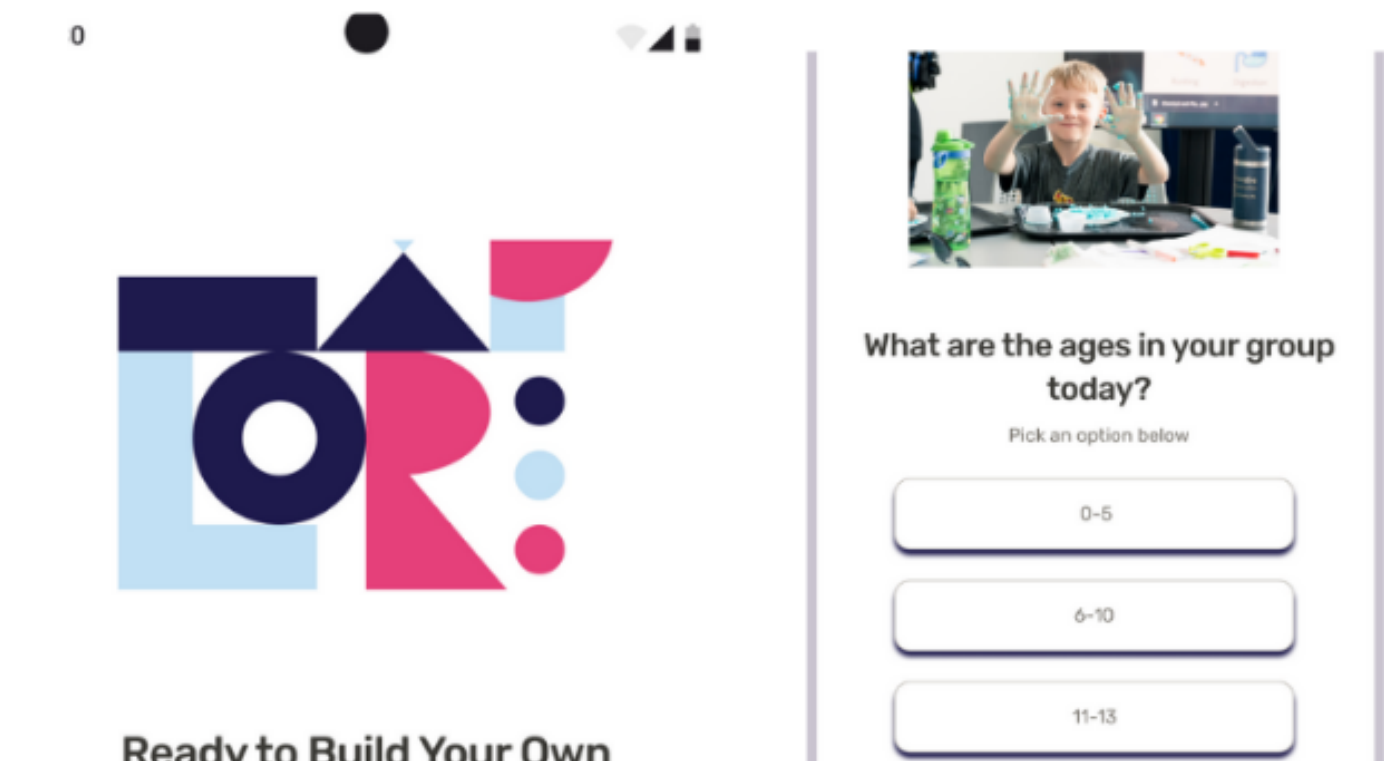 :0
Ready to Build Your Own
What are the ages in your group
today?
Pick an option below
0-5
6-10
11-13